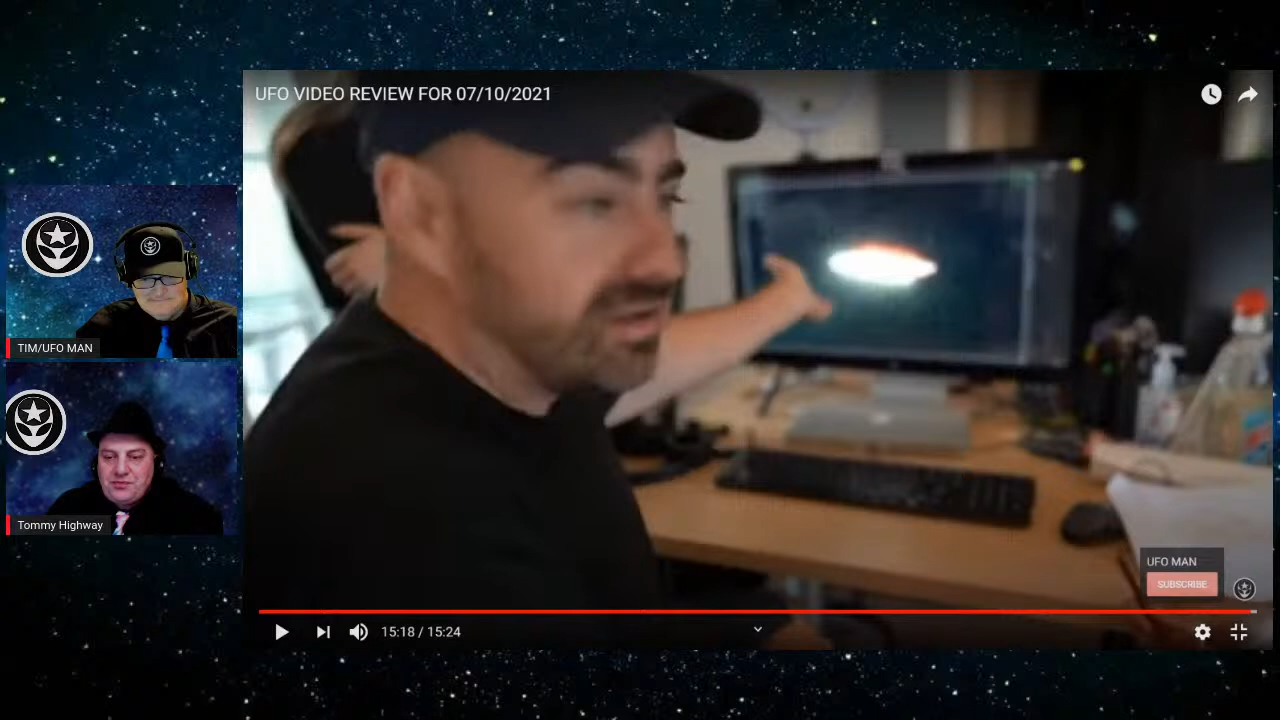 UFO VIDEO REVIEW FOR 07/10/2021
TIM/UFO MAN
Tommy Highway
UFO MAN
SUBSCRIBE
15:18 / 15:24